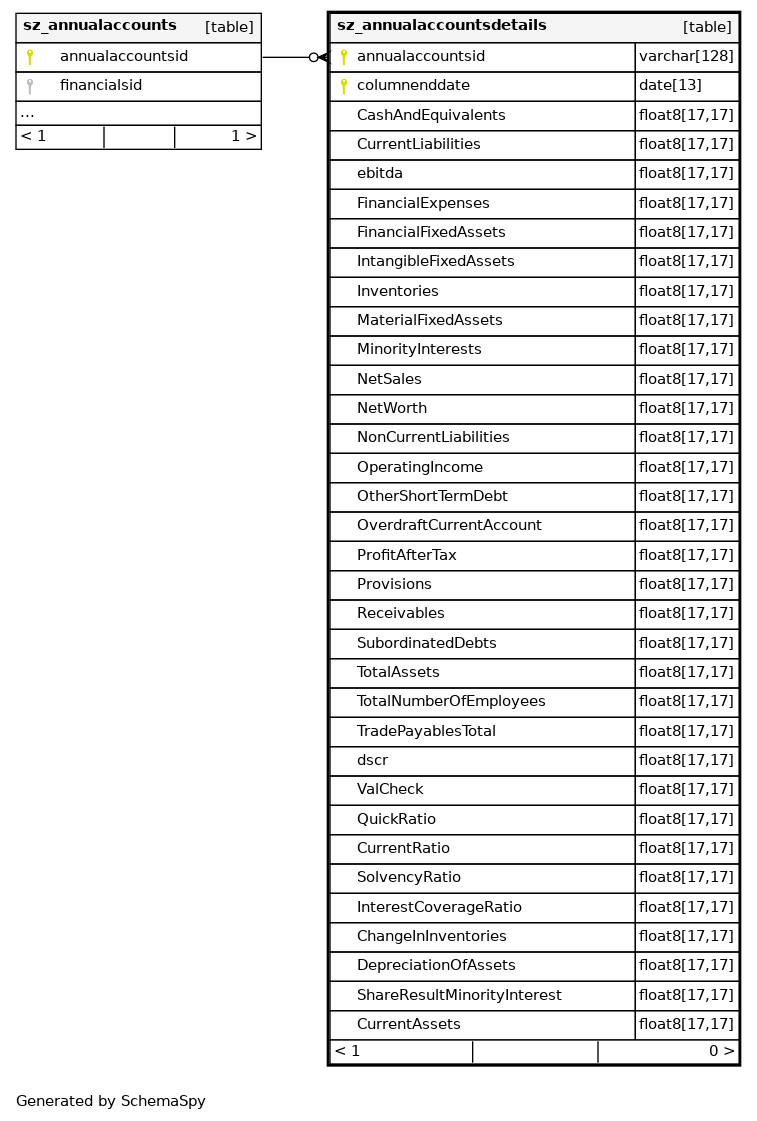 sz_annualaccounts [table]
annualaccountsid
financialsid
...
< 1 1 >
sz_annualaccountsdetails [table]
annualaccountsid varchar[128]
columnenddate date[13]
CashAndEquivalents float8[17,17]
CurrentLiabilities float8[17,17]
ebitda float8[17,17]
FinancialExpenses float8[17,17]
FinancialFixedAssets float8[17,17]
IntangibleFixedAssets float8[17,17]
Inventories float8[17,17]
MaterialFixedAssets float8[17,17]
MinorityInterests float8[17,17]
NetSales float8[17,17]
NetWorth float8[17,17]
NonCurrentLiabilities float8[17,17]
OperatingIncome float8[17,17]
OtherShortTermDebt float8[17,17]
OverdraftCurrentAccount float8[17,17]
ProfitAfterTax float8[17,17]
Provisions float8[17,17]
Receivables float8[17,17]
SubordinatedDebts float8[17,17]
TotalAssets float8[17,17]
TotalNumberOfEmployees float8[17,17]
TradePayablesTotal float8[17,17]
dscr float8[17,17]
ValCheck float8[17,17]
QuickRatio float8[17,17]
CurrentRatio float8[17,17]
SolvencyRatio float8[17,17]
InterestCoverageRatio float8[17,17]
ChangeInInventories float8[17,17]
DepreciationOfAssets float8[17,17]
ShareResultMinorityInterest float8[17,17]
CurrentAssets float8[17,17]
< 1 0 >
Generated by SchemaSpy